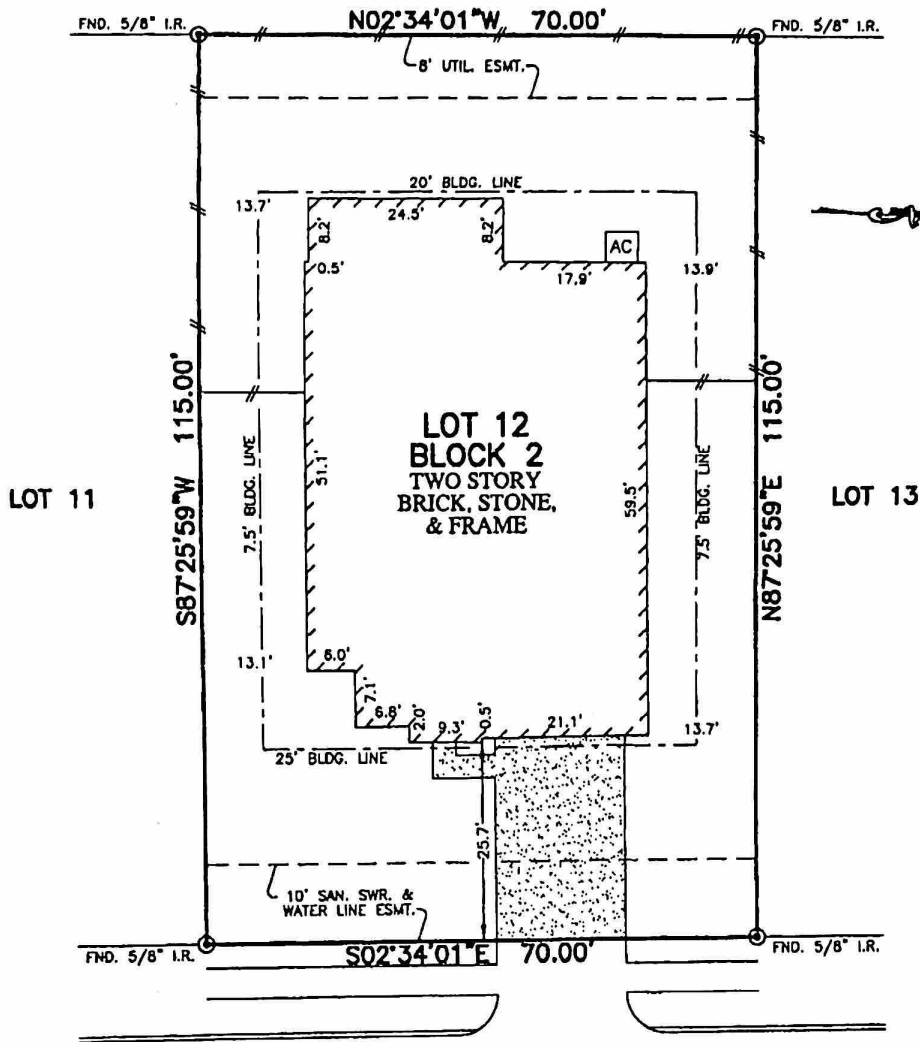 N02°34'01"W 70.00'
FND. 5/8" I.R.
FND. 5/8" I.R.
8' UTIL. ESMT.
20' BLDG. LINE
13.7'
24.5'
8.2'
8.2'
AC
0.5'
17.9'
13.9'
S87°25'59"W 115.00'
N87°25'59"E 115.00'
LOT 12
BLOCK 2
TWO STORY
BRICK, STONE,
& FRAME
51.1'
59.5'
7.5' BLDG. LINE
7.5' BLDG. LINE
LOT 11
LOT 13
13.1'
6.0'
7.1'
6.8'
2.0'
9.3'
0.5'
21.1'
13.7'
25' BLDG. LINE
25.7'
10' SAN. SWR. &
WATER LINE ESMT.
FND. 5/8" I.R.
S02°34'01"E 70.00'
FND. 5/8" I.R.